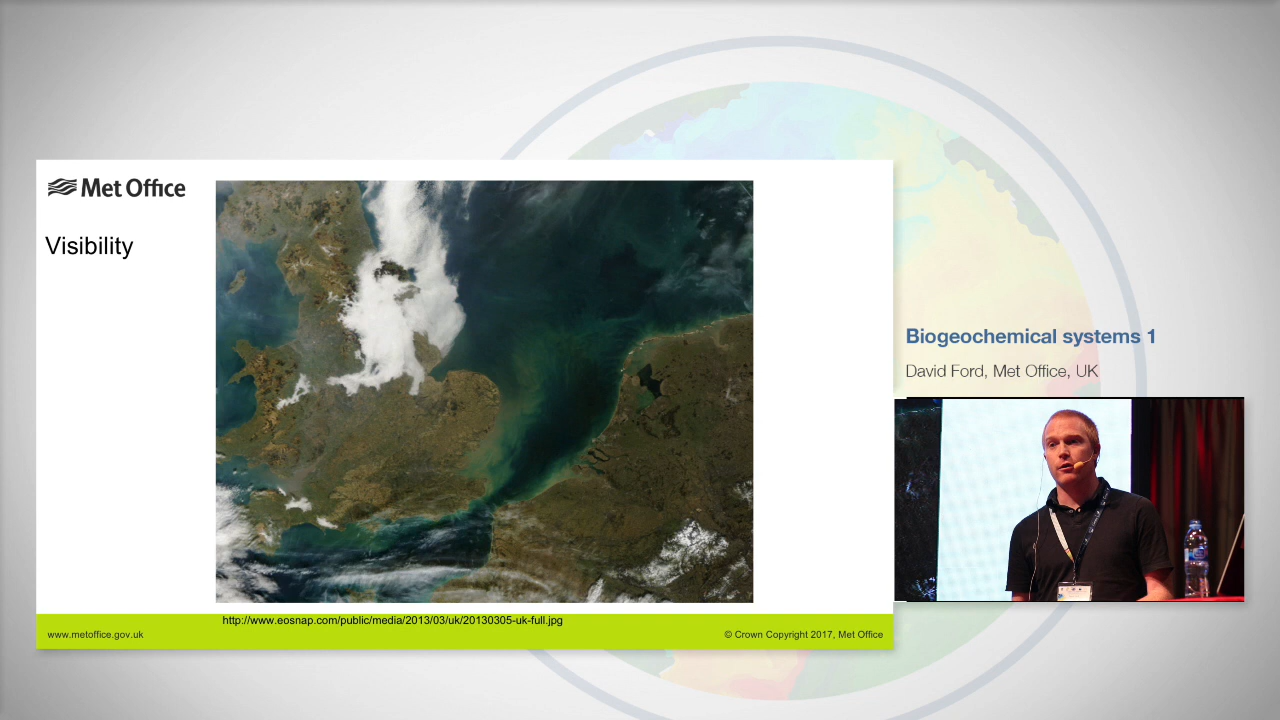 Met Office
Visibility
http://www.eosnap.com/public/media/2013/03/uk/20130305-uk-full.jpg
www.metoffice.gov.uk
© Crown Copyright 2017, Met Office
Biogeochemical systems 1
David Ford, Met Office, UK